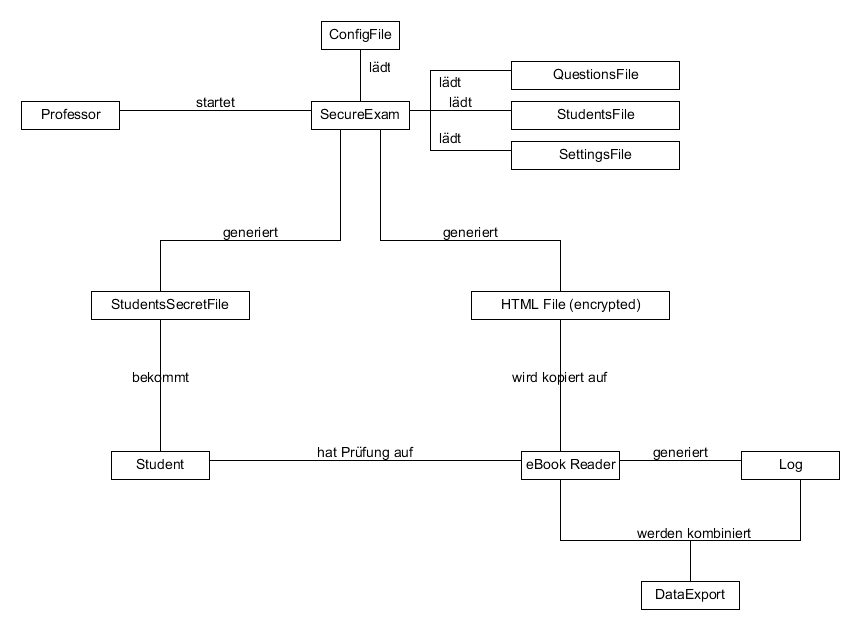 ConfigFile
lädt
QuestionsFile
lädt
Professor
startet
SecureExam
lädt
StudentsFile
lädt
SettingsFile
generiert
generiert
StudentsSecretFile
HTML File (encrypted)
bekommt
wird kopiert auf
Student
hat Prüfung auf
eBook Reader
generiert
Log
werden kombiniert
DataExport